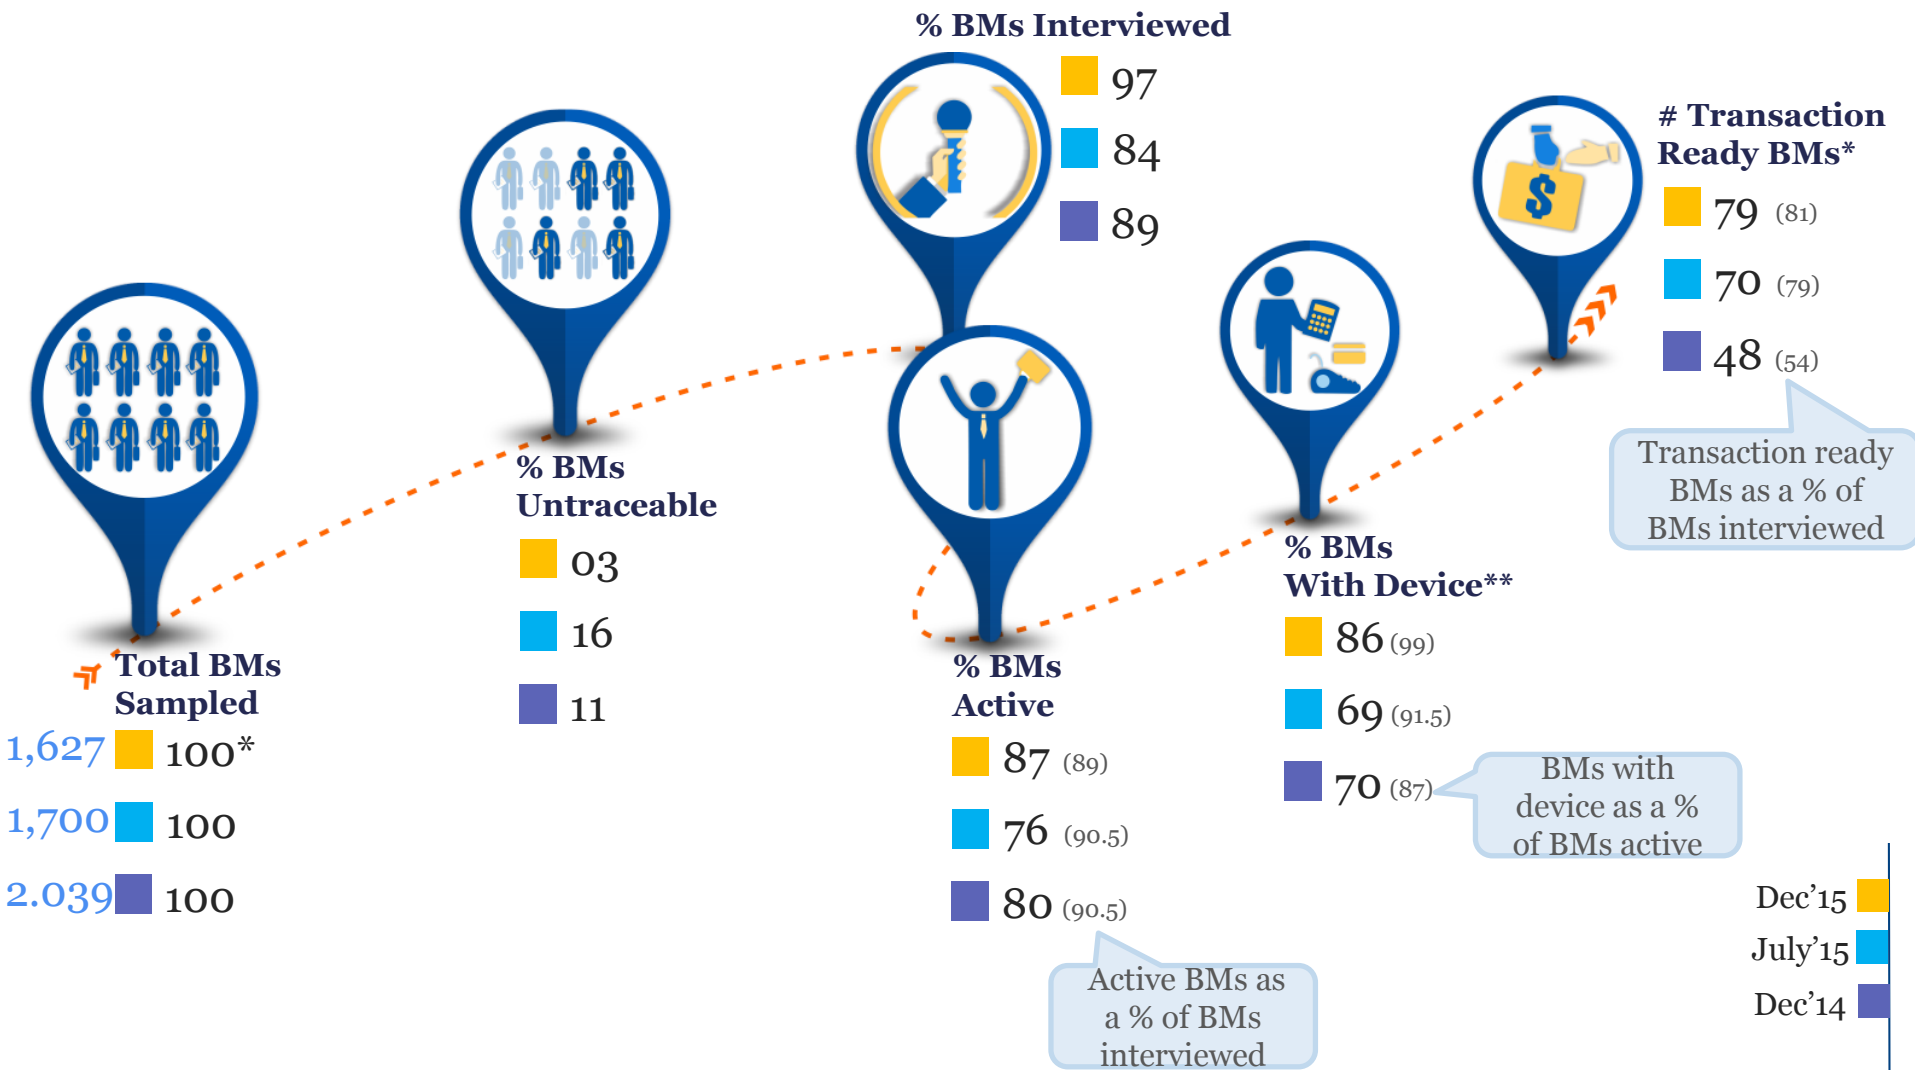 % BMs Interviewed
97
84
89
# Transaction
Ready BMs*
79 (81)
70 (79)
48 (54)
Transaction ready
BMs as a % of
BMs interviewed
$
% BMs
Untraceable
03
16
11
% BMs
With Device**
86 (99)
69 (91.5)
70 (87)
BMs with
device as a %
of BMs active
Total BMs
Sampled
1,627 100*
1,700 100
2.039 100
% BMs
Active
87 (89)
76 (90.5)
80 (90.5)
Active BMs as
a % of BMs
interviewed
Dec’15
July’15
Dec’14